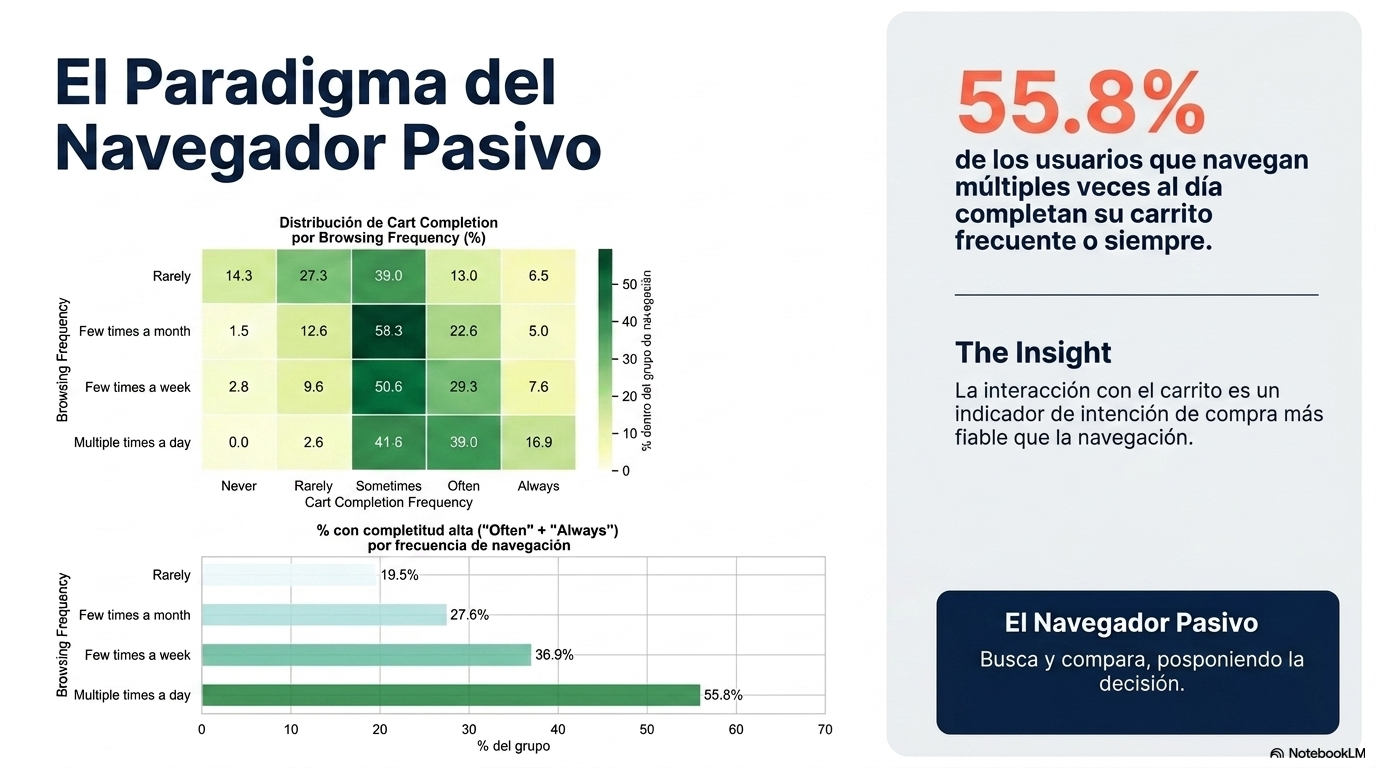 El Paradigma del
Navegador Pasivo
Distribución de Cart Completion
por Browsing Frequency (%)
Browsing Frequency
Rarely 14.3 27.3 39.0 13.0 6.5
Few times a month 1.5 12.6 58.3 22.6 5.0
Few times a week 2.8 9.6 50.6 29.3 7.6
Multiple times a day 0.0 2.6 41.6 39.0 16.9
Never Rarely Sometimes Often Always
Cart Completion Frequency
50
40
30
20
10
0
% dentro del grupo de navegación
% con completitud alta ("Often" + "Always")
por frecuencia de navegación
Browsing Frequency
Rarely 19.5%
Few times a month 27.6%
Few times a week 36.9%
Multiple times a day 55.8%
0 10 20 30 40 50 60 70
% del grupo
55.8%
de los usuarios que navegan
múltiples veces al día
completan su carrito
frecuente o siempre.
The Insight
La interacción con el carrito es un
indicador de intención de compra más
fiable que la navegación.
El Navegador Pasivo
Busca y compara, posponiendo la
decisión.
NotebookLM